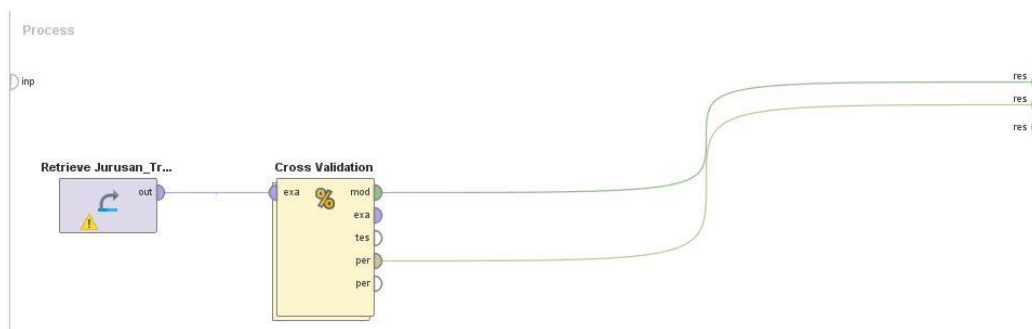 Process
inp
res
res
res
Retrieve Jurusan_Tr...
out
Cross Validation
exa
%
mod
exa
tes
per
per